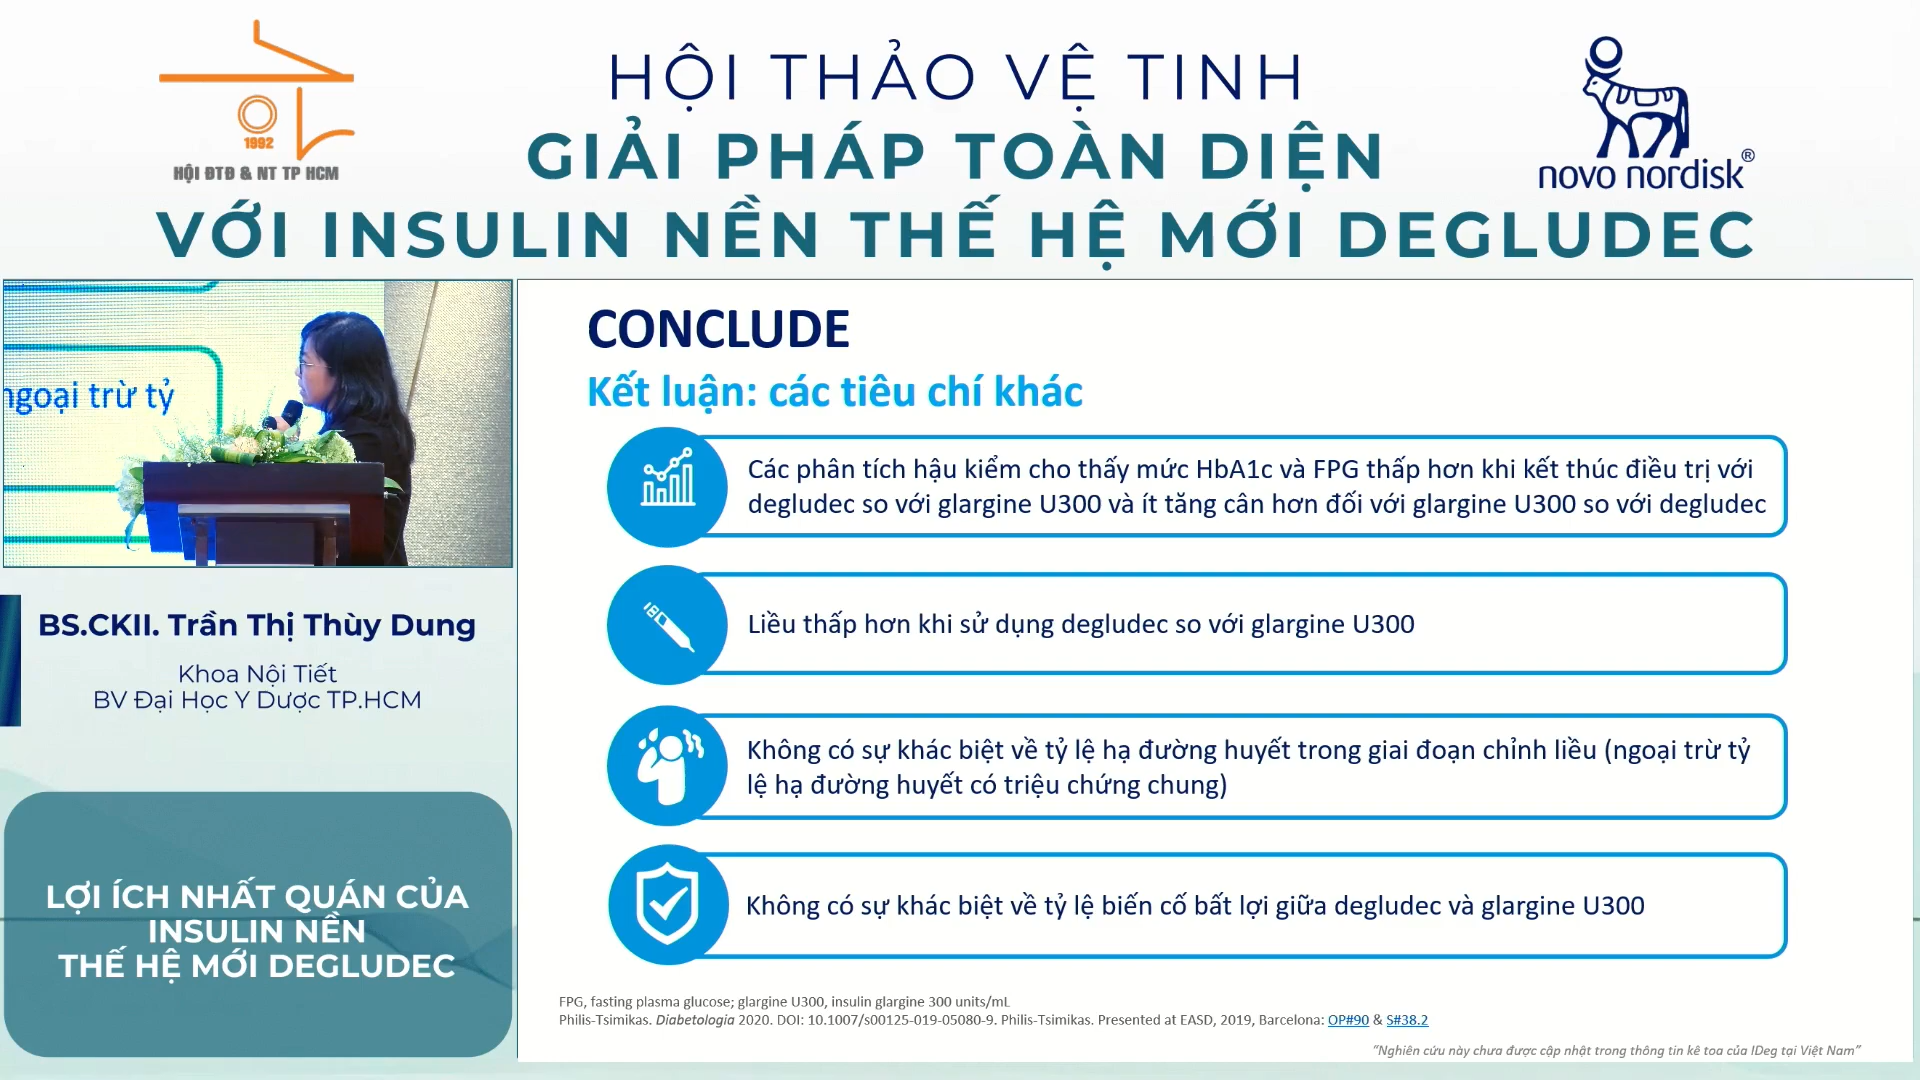 HỘI THẢO VỆ TINH
GIẢI PHÁP TOÀN DIỆN
VỚI INSULIN NỀN THẾ HỆ MỚI DEGLUDEC
1992
HỘI ĐTĐ & NT TP HCM
novo nordisk®
ngoại trừ tỷ
BS.CKII. Trần Thị Thùy Dung
Khoa Nội Tiết
BV Đại Học Y Dược TP.HCM
LỢI ÍCH NHẤT QUÁN CỦA
INSULIN NỀN
THẾ HỆ MỚI DEGLUDEC
CONCLUDE
Kết luận: các tiêu chí khác
Các phân tích hậu kiểm cho thấy mức HbA1c và FPG thấp hơn khi kết thúc điều trị với
degludec so với glargine U300 và ít tăng cân hơn đối với glargine U300 so với degludec
Liều thấp hơn khi sử dụng degludec so với glargine U300
Không có sự khác biệt về tỷ lệ hạ đường huyết trong giai đoạn chỉnh liều (ngoại trừ tỷ
lệ hạ đường huyết có triệu chứng chung)
Không có sự khác biệt về tỷ lệ biến cố bất lợi giữa degludec và glargine U300
FPG, fasting plasma glucose; glargine U300, insulin glargine 300 units/mL
Philis-Tsimikas. Diabetologia 2020. DOI: 10.1007/s00125-019-05080-9. Philis-Tsimikas. Presented at EASD, 2019, Barcelona: OP#90 & S#38.2
"Nghiên cứu này chưa được cập nhật trong thông tin kê toa của IDeg tại Việt Nam"